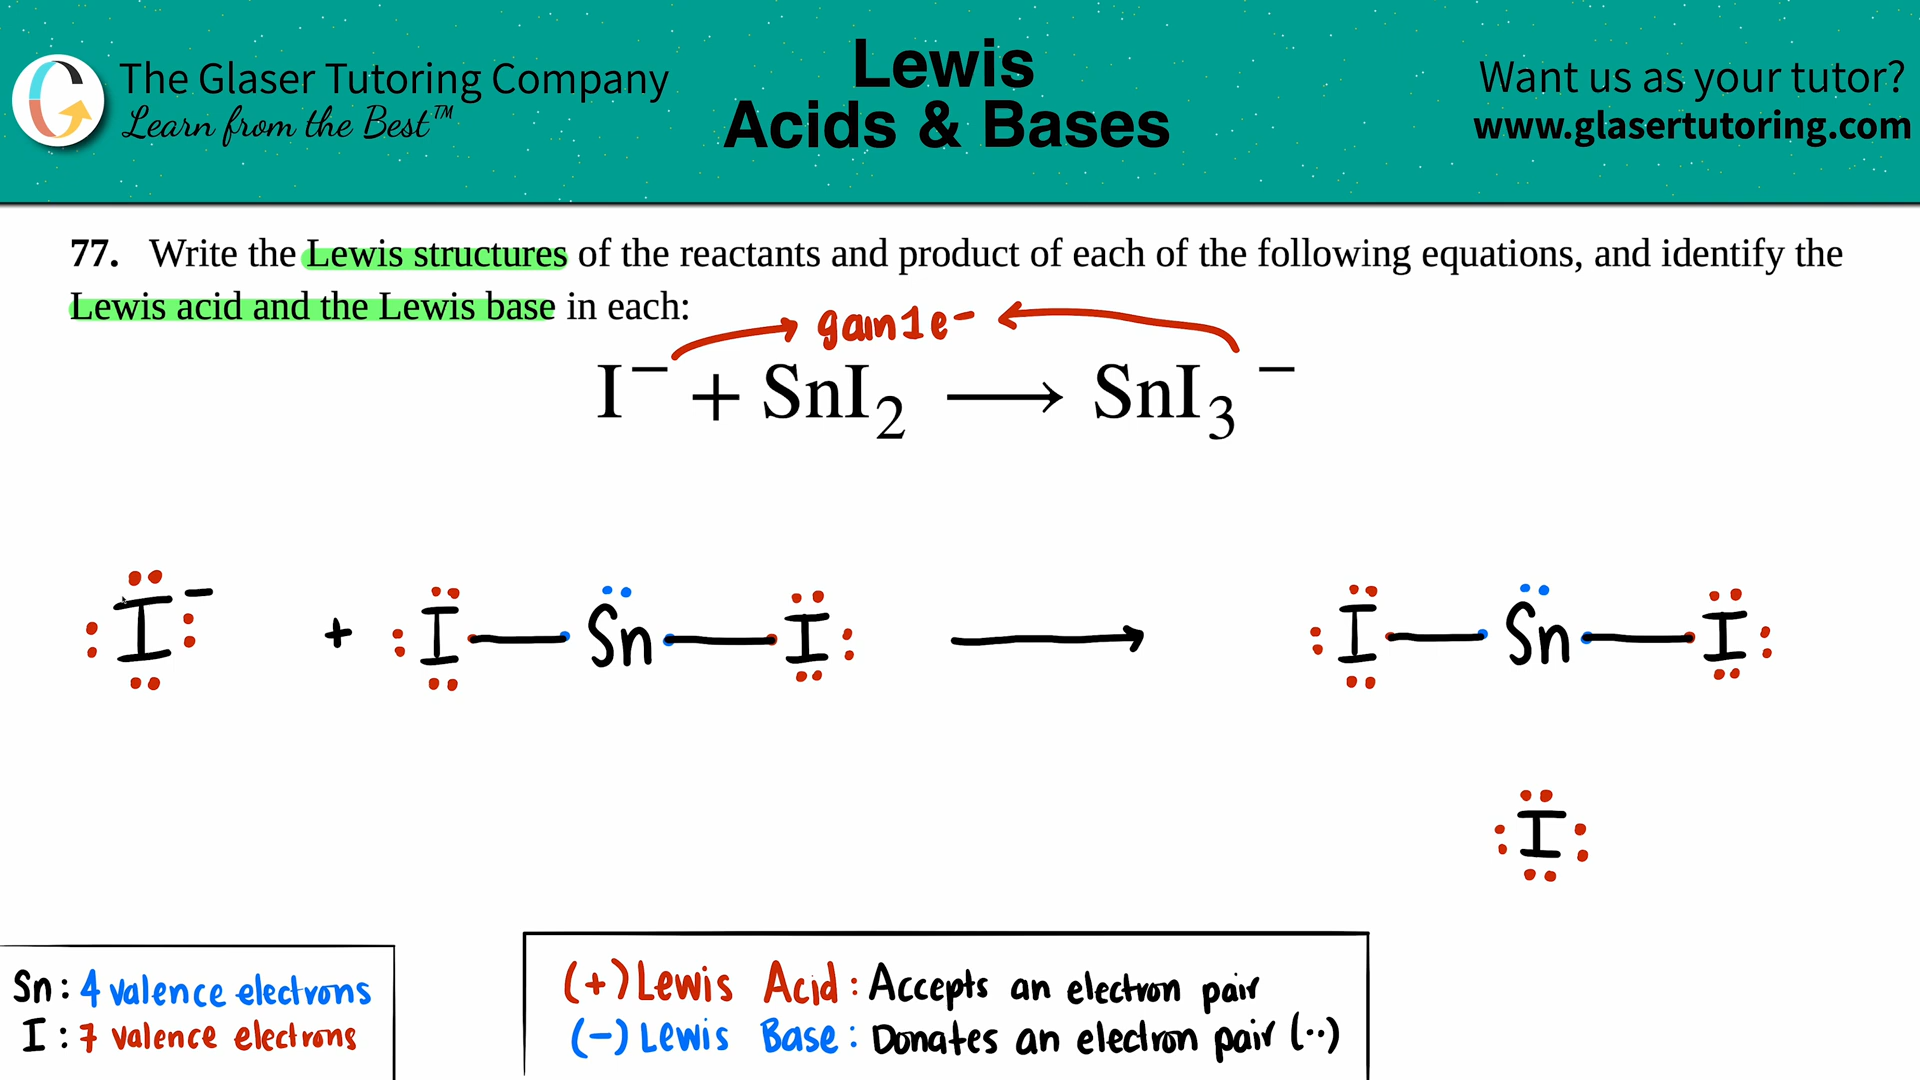 The Glaser Tutoring Company
Learn from the Best™
Lewis
Acids & Bases
Want us as your tutor?
www.glasertutoring.com
77. Write the Lewis structures of the reactants and product of each of the following equations, and identify the
Lewis acid and the Lewis base in each:
gain 1e⁻
I⁻ + SnI₂ ⟶ SnI₃⁻
I⁻ + I—Sn—I ⟶ I—Sn—I
I
Sn: 4 valence electrons
I: 7 valence electrons
(+) Lewis Acid: Accepts an electron pair
(-) Lewis Base: Donates an electron pair (··)